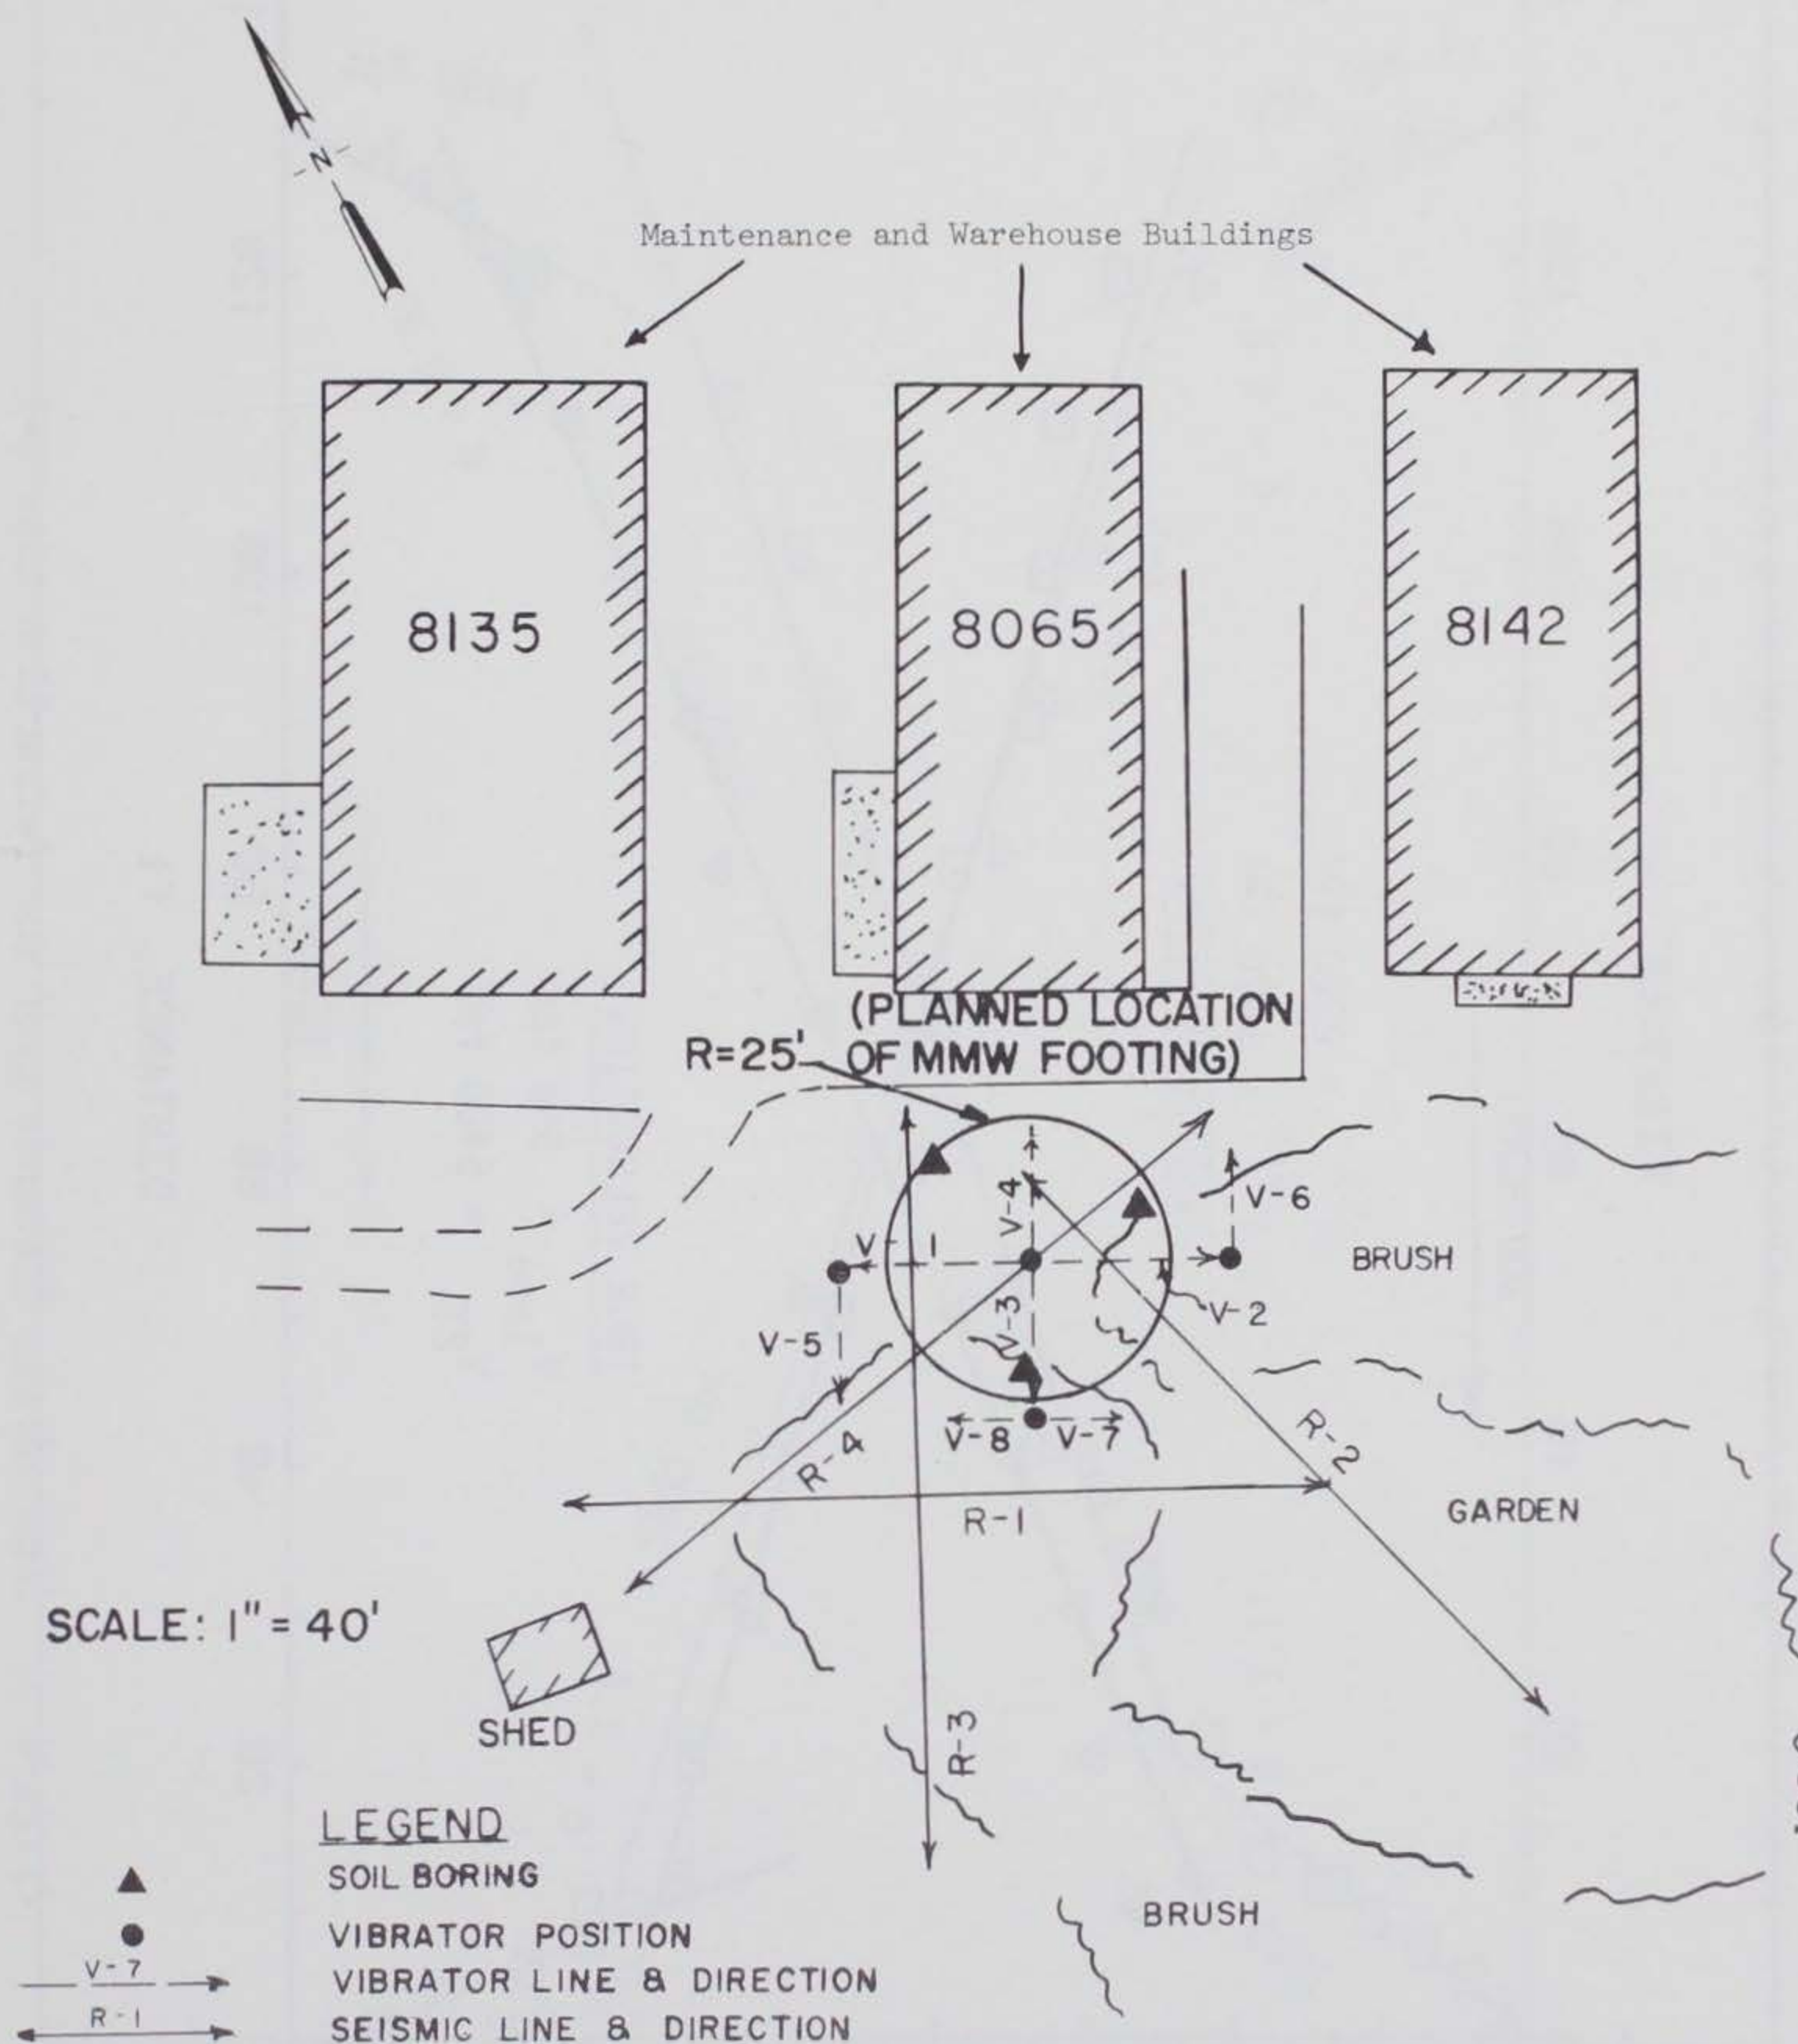 N
Maintenance and Warehouse Buildings
8135
8065
8142
(PLANNED LOCATION
OF MMW FOOTING)
R=25'
V-4
V-6
V-1
BRUSH
V-3
V-2
V-5
V-8
V-7
R-4
R-2
R-1
GARDEN
SCALE: 1" = 40'
SHED
R-3
LEGEND
SOIL BORING
BRUSH
VIBRATOR POSITION
V-7
VIBRATOR LINE & DIRECTION
R-1
SEISMIC LINE & DIRECTION